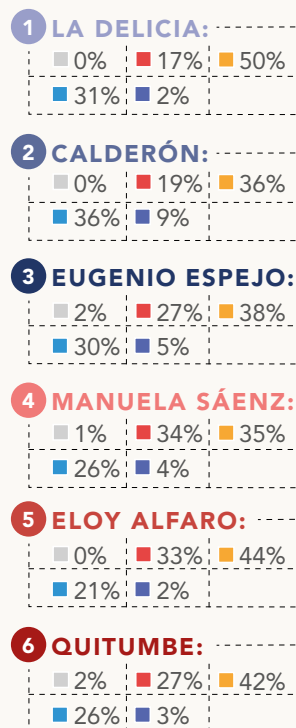 1 LA DELICIA:
0% 17% 50%
31% 2%
2 CALDERÓN:
0% 19% 36%
36% 9%
3 EUGENIO ESPEJO:
2% 27% 38%
30% 5%
4 MANUELA SÁENZ:
1% 34% 35%
26% 4%
5 ELOY ALFARO:
0% 33% 44%
21% 2%
6 QUITUMBE:
2% 27% 42%
26% 3%